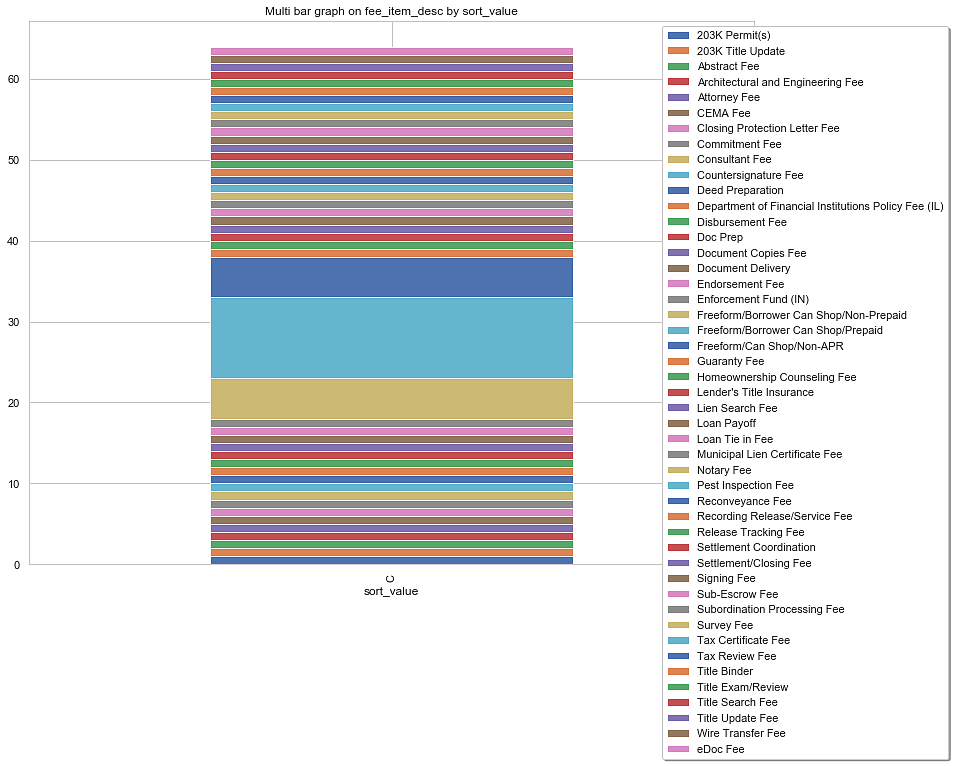 Multi bar graph on fee_item_desc by sort_value
60
50
40
30
20
10
0
C
sort_value
203K Permit(s)
203K Title Update
Abstract Fee
Architectural and Engineering Fee
Attorney Fee
CEMA Fee
Closing Protection Letter Fee
Commitment Fee
Consultant Fee
Countersignature Fee
Deed Preparation
Department of Financial Institutions Policy Fee (IL)
Disbursement Fee
Doc Prep
Document Copies Fee
Document Delivery
Endorsement Fee
Enforcement Fund (IN)
Freeform/Borrower Can Shop/Non-Prepaid
Freeform/Borrower Can Shop/Prepaid
Freeform/Can Shop/Non-APR
Guaranty Fee
Homeownership Counseling Fee
Lender's Title Insurance
Lien Search Fee
Loan Payoff
Loan Tie in Fee
Municipal Lien Certificate Fee
Notary Fee
Pest Inspection Fee
Reconveyance Fee
Recording Release/Service Fee
Release Tracking Fee
Settlement Coordination
Settlement/Closing Fee
Signing Fee
Sub-Escrow Fee
Subordination Processing Fee
Survey Fee
Tax Certificate Fee
Tax Review Fee
Title Binder
Title Exam/Review
Title Search Fee
Title Update Fee
Wire Transfer Fee
eDoc Fee